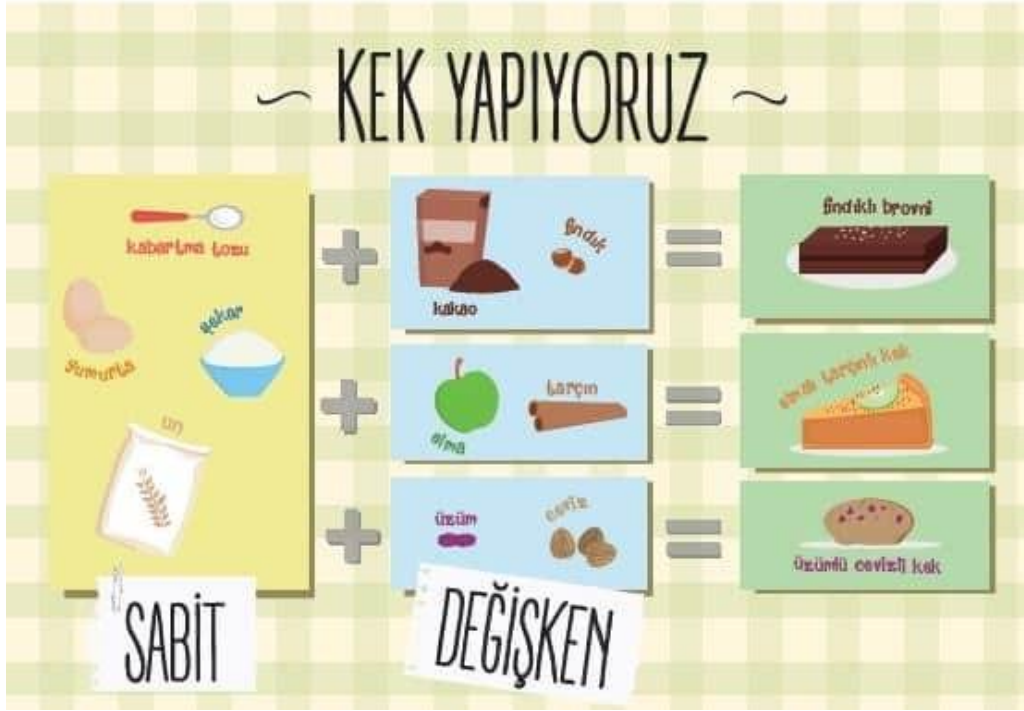 ~ KEK YAPIYORUZ ~
kabartma tozu
yumurta
şeker
un
SABİT
kakao
fındık
fındıklı brovni
elma
tarçın
elmalı tarçınlı kek
üzüm
ceviz
üzümlü cevizli kek
DEĞİŞKEN